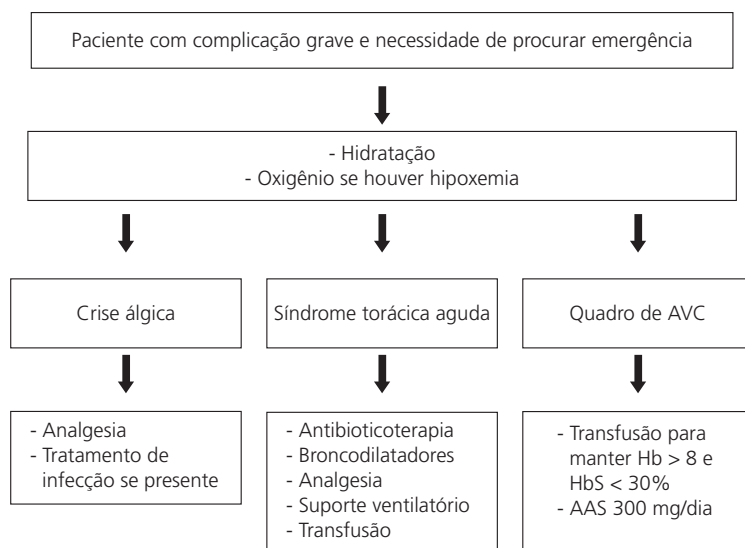 Paciente com complicação grave e necessidade de procurar emergência
- Hidratação
- Oxigênio se houver hipoxemia
Crise álgica
Síndrome torácica aguda
Quadro de AVC
- Analgesia
- Tratamento de
infecção se presente
- Antibioticoterapia
- Broncodilatadores
- Analgesia
- Suporte ventilatório
- Transfusão
- Transfusão para
manter Hb > 8 e
HbS < 30%
- AAS 300 mg/dia